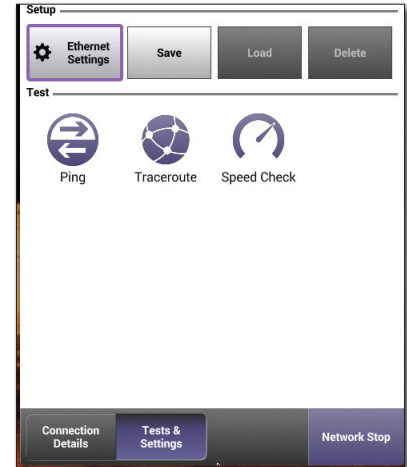 Setup
Ethernet
Settings
Save
Load
Delete
Test
Ping
Traceroute
Speed Check
Connection
Details
Tests &
Settings
Network Stop